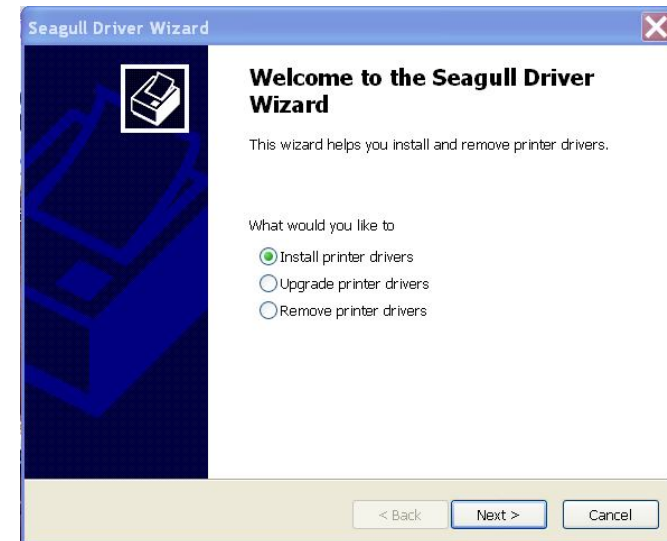 Seagull Driver Wizard
Welcome to the Seagull Driver
Wizard
This wizard helps you install and remove printer drivers.
What would you like to
Install printer drivers
Upgrade printer drivers
Remove printer drivers
< Back Next > Cancel